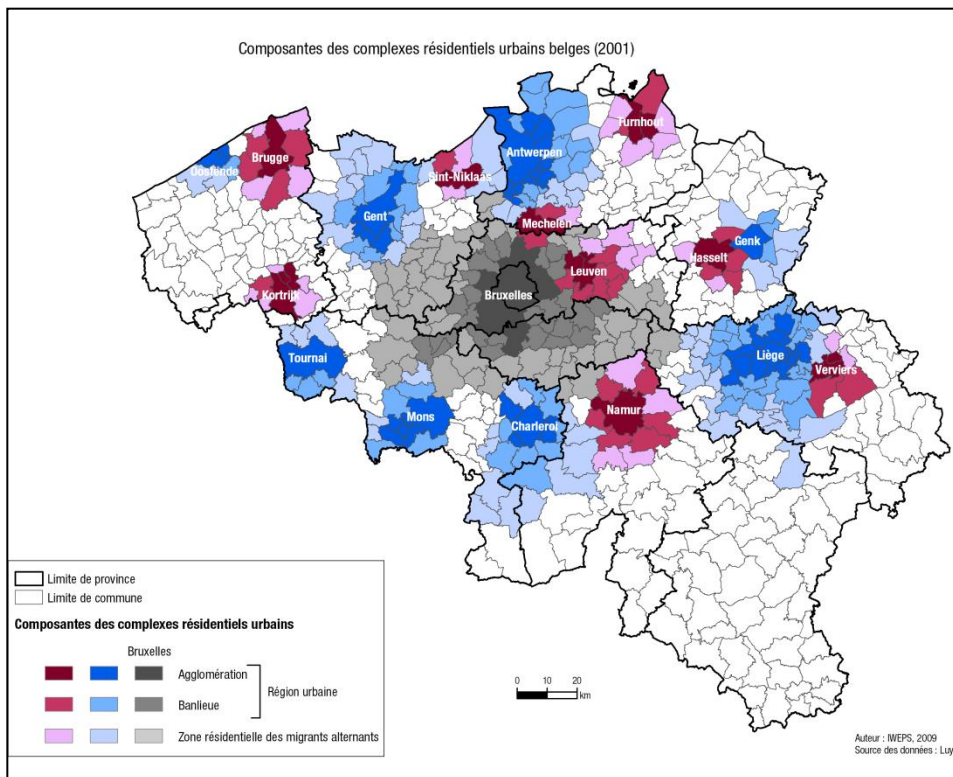 Composantes des complexes résidentiels urbains belges (2001)
Turnhout
Brugge
Oostende
Antwerpen
Sint-Niklaas
Gent
Mechelen
Genk
Hasselt
Leuven
Bruxelles
Kortrijk
Tournai
Liège
Verviers
Mons
Charleroi
Namur
Limite de province
Limite de commune
Composantes des complexes résidentiels urbains
Bruxelles
Agglomération
Région urbaine
Banlieue
Zone résidentielle des migrants alternants
0 10 20
km
Auteur : IWEPS, 2009
Source des données : Luy